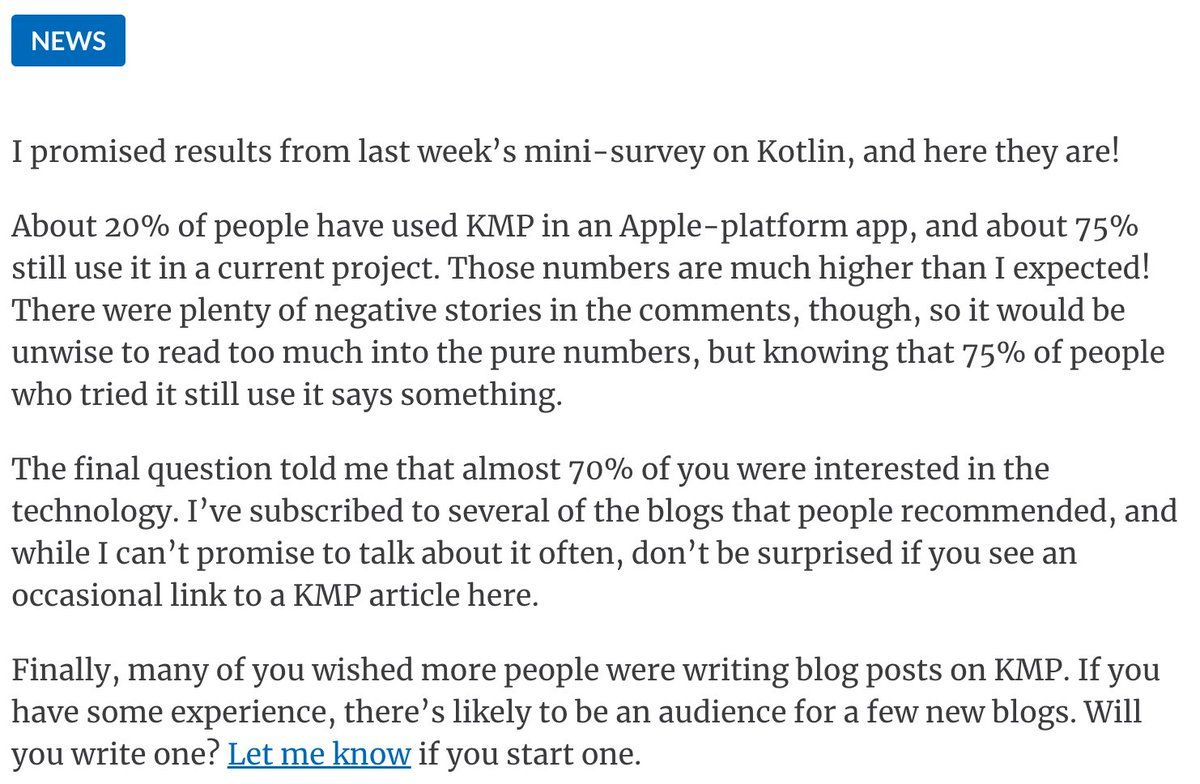 NEWS
I promised results from last week’s mini-survey on Kotlin, and here they are!
About 20% of people have used KMP in an Apple-platform app, and about 75%
still use it in a current project. Those numbers are much higher than I expected!
There were plenty of negative stories in the comments, though, so it would be
unwise to read too much into the pure numbers, but knowing that 75% of people
who tried it still use it says something.
The final question told me that almost 70% of you were interested in the
technology. I’ve subscribed to several of the blogs that people recommended, and
while I can’t promise to talk about it often, don’t be surprised if you see an
occasional link to a KMP article here.
Finally, many of you wished more people were writing blog posts on KMP. If you
have some experience, there’s likely to be an audience for a few new blogs. Will
you write one? Let me know if you start one.